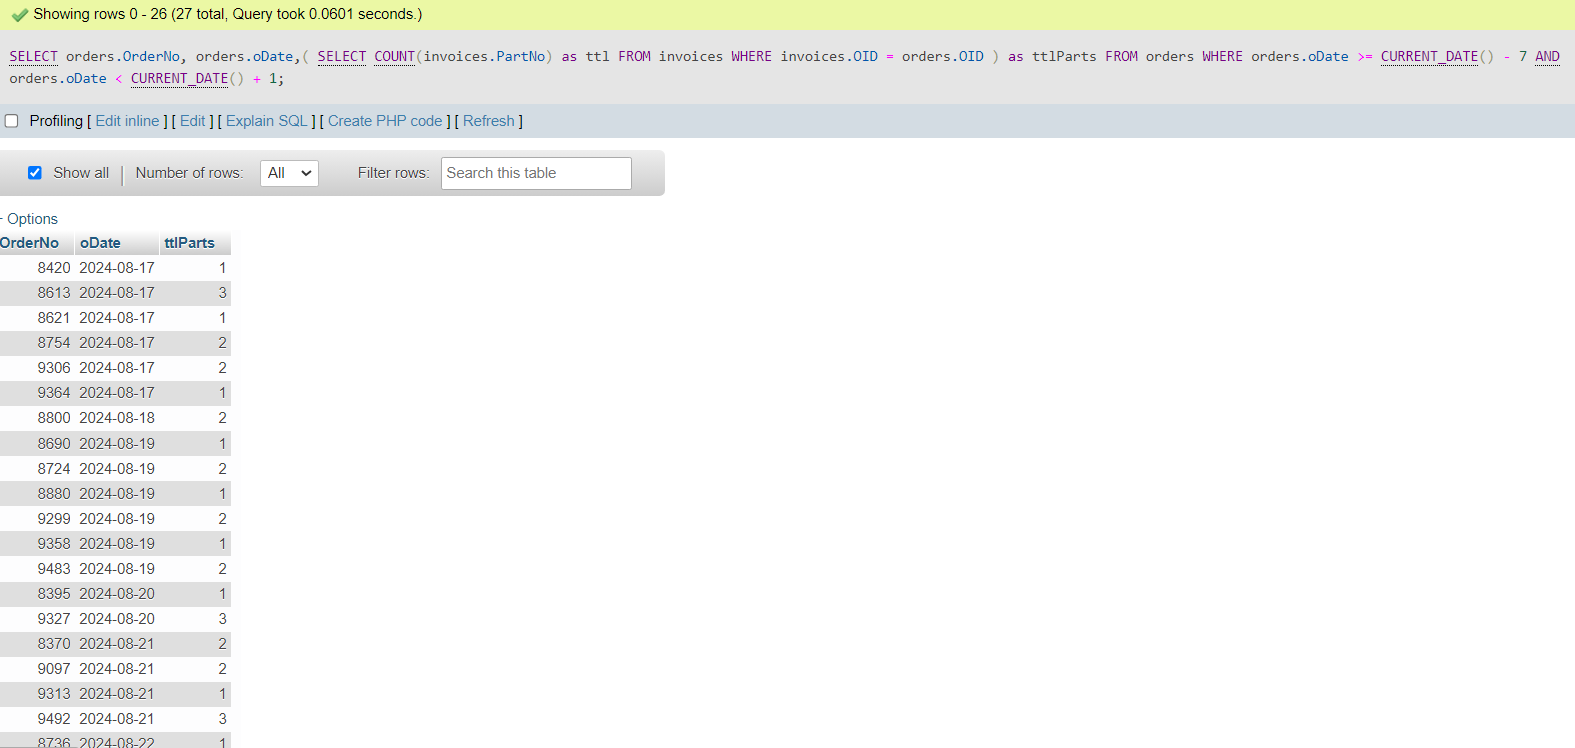 Showing rows 0 - 26 (27 total, Query took 0.0601 seconds.)
SELECT orders.OrderNo, orders.oDate,( SELECT COUNT(invoices.PartNo) as ttl FROM invoices WHERE invoices.OID = orders.OID ) as ttlParts FROM orders WHERE orders.oDate >= CURRENT_DATE() - 7 AND
orders.oDate < CURRENT_DATE() + 1;
Profiling [ Edit inline ] [ Edit ] [ Explain SQL ] [ Create PHP code ] [ Refresh ]
Show all | Number of rows: All Filter rows: Search this table
Options
OrderNo oDate ttlParts
8420 2024-08-17 1
8613 2024-08-17 3
8621 2024-08-17 1
8754 2024-08-17 2
9306 2024-08-17 2
9364 2024-08-17 1
8800 2024-08-18 2
8690 2024-08-19 1
8724 2024-08-19 2
8880 2024-08-19 1
9299 2024-08-19 2
9358 2024-08-19 1
9483 2024-08-19 2
8395 2024-08-20 1
9327 2024-08-20 3
8370 2024-08-21 2
9097 2024-08-21 2
9313 2024-08-21 1
9492 2024-08-21 3
8736 2024-08-22 1